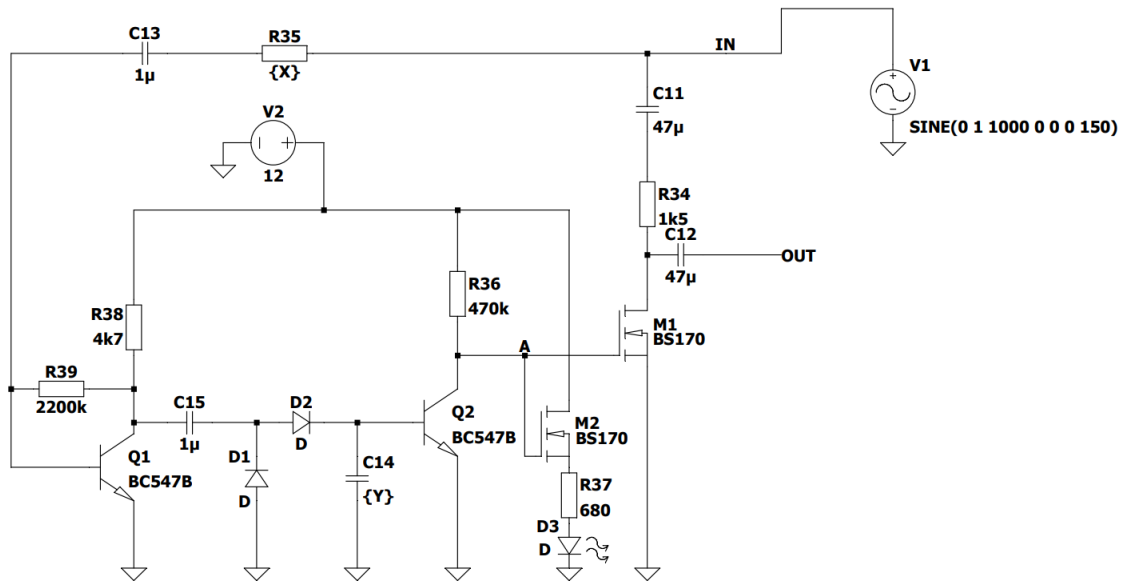 C13
R35
IN
{X}
1µ
V1
C11
V2
47µ
SINE(0 1 1000 0 0 0 150)
12
R34
1k5
C12
OUT
47µ
R36
470k
R38
4k7
M1
BS170
A
R39
2200k
C15
D2
Q2
BC547B
M2
BS170
1µ
D
Q1
BC547B
D1
D
C14
{Y}
R37
680
D3
D